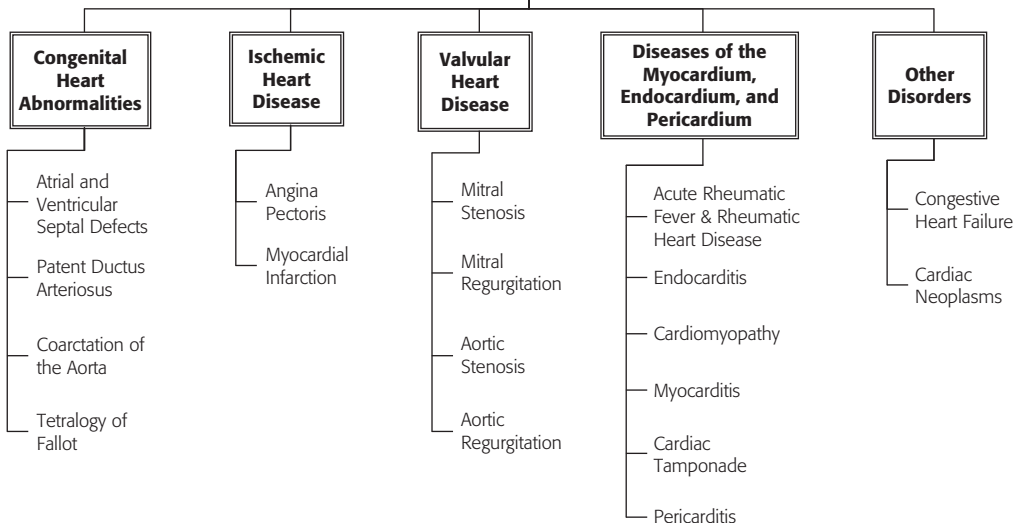 Congenital
Heart
Abnormalities
Atrial and
Ventricular
Septal Defects
Patent Ductus
Arteriosus
Coarctation of
the Aorta
Tetralogy of
Fallot
Ischemic
Heart
Disease
Angina
Pectoris
Myocardial
Infarction
Valvular
Heart
Disease
Mitral
Stenosis
Mitral
Regurgitation
Aortic
Stenosis
Aortic
Regurgitation
Diseases of the
Myocardium,
Endocardium, and
Pericardium
Acute Rheumatic
Fever & Rheumatic
Heart Disease
Endocarditis
Cardiomyopathy
Myocarditis
Cardiac
Tamponade
Pericarditis
Other
Disorders
Congestive
Heart Failure
Cardiac
Neoplasms